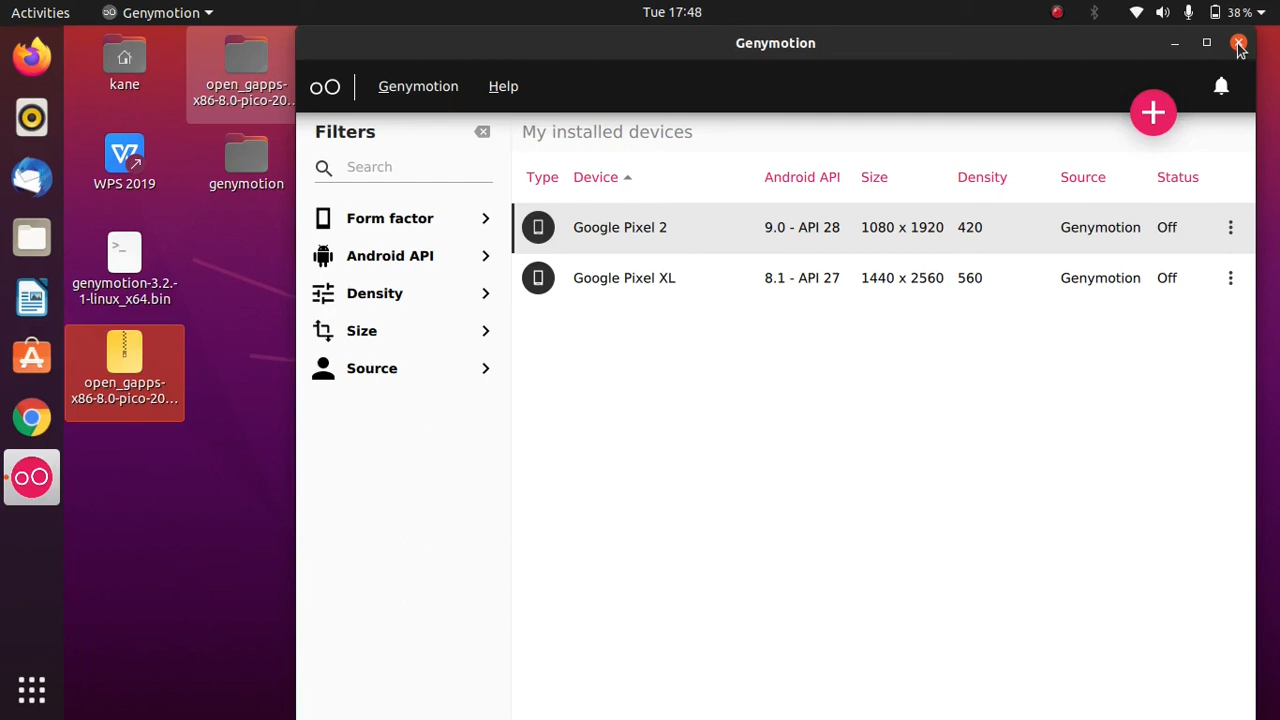 Activities
Genymotion
Tue 17:48
38 %
kane
open_gapps-
x86-8.0-pico-20...
WPS 2019
genymotion
genymotion-3.2.-
1-linux_x64.bin
open_gapps-
x86-8.0-pico-20...
Genymotion
Genymotion Help
Filters
Search
Form factor
Android API
Density
Size
Source
My installed devices
Type Device Android API Size Density Source Status
Google Pixel 2 9.0 - API 28 1080 x 1920 420 Genymotion Off
Google Pixel XL 8.1 - API 27 1440 x 2560 560 Genymotion Off